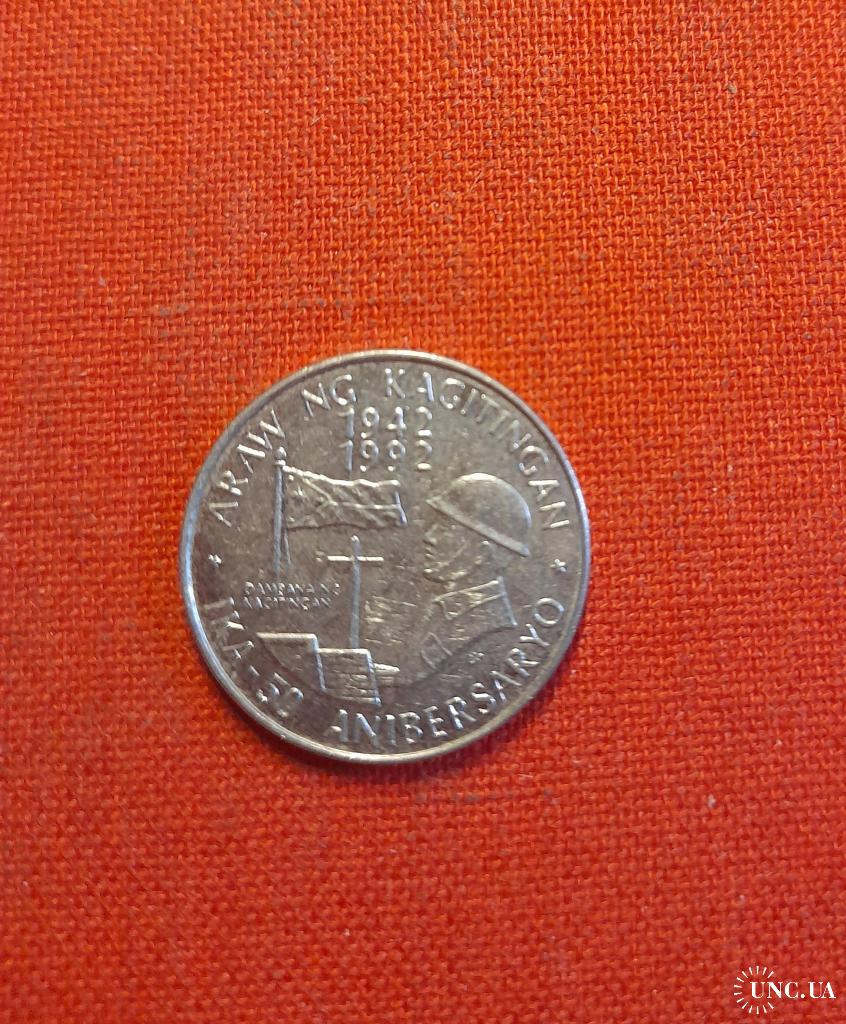 ARAW NG KAGITINGAN
1942
1992
DAMBANA NG
KAGITINGAN
IKA-50 ANIBERSARYO
UNC.UA